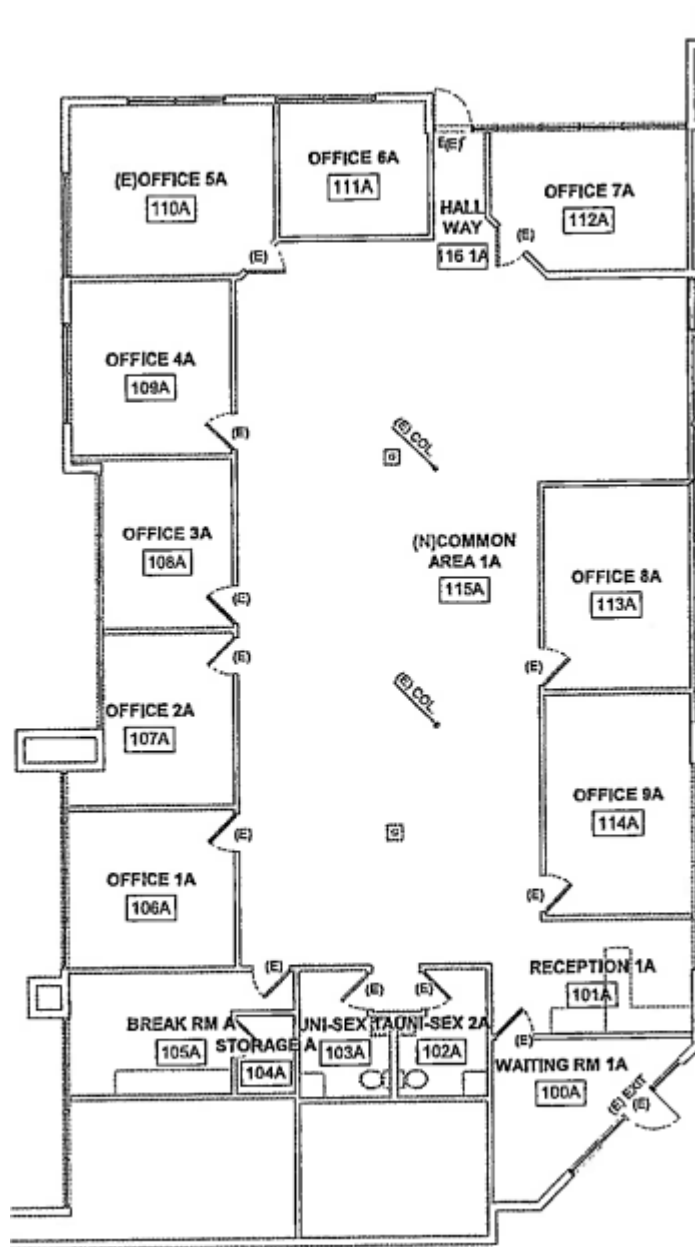 OFFICE 6A
111A
(E)OFFICE 5A
110A
(E)
HALL
WAY
116 1A
OFFICE 7A
112A
(E)
(E)
OFFICE 4A
109A
(E)
(E) COL.
OFFICE 3A
108A
(E)
(N)COMMON
AREA 1A
115A
OFFICE 8A
113A
(E)
(E)
OFFICE 2A
107A
(E) COL.
OFFICE 9A
114A
(E)
OFFICE 1A
106A
(E)
(E)
(E)
(E)
RECEPTION 1A
101A
BREAK RM A
105A
STORAGE A
104A
UNI-SEX 1A
103A
UNI-SEX 2A
102A
(E)
WAITING RM 1A
100A
(E) EXIT
(E)